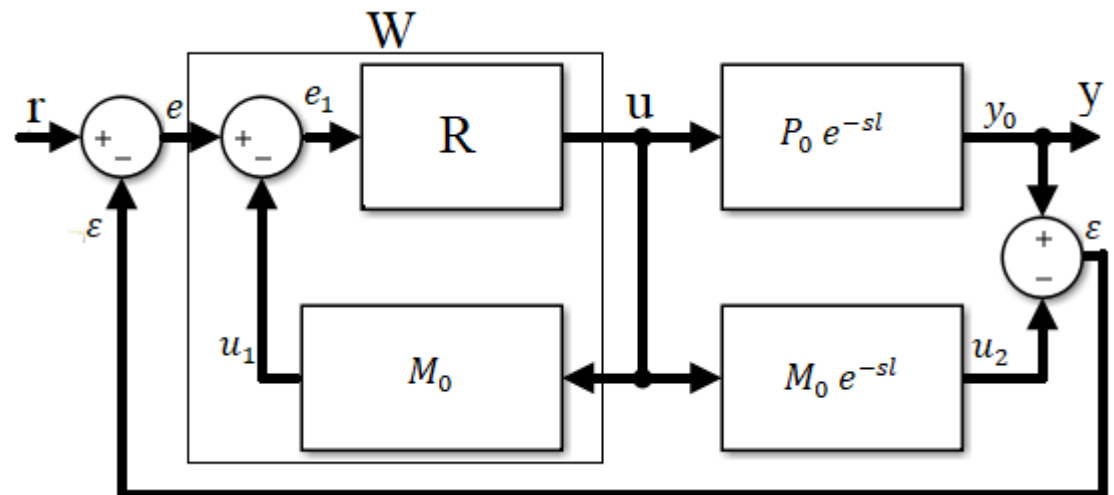 W
r
+
−
e
+
−
e₁
R
u
P₀ e⁻ˢˡ
y₀
y
ε
u₁
M₀
M₀ e⁻ˢˡ
u₂
+
−
ε